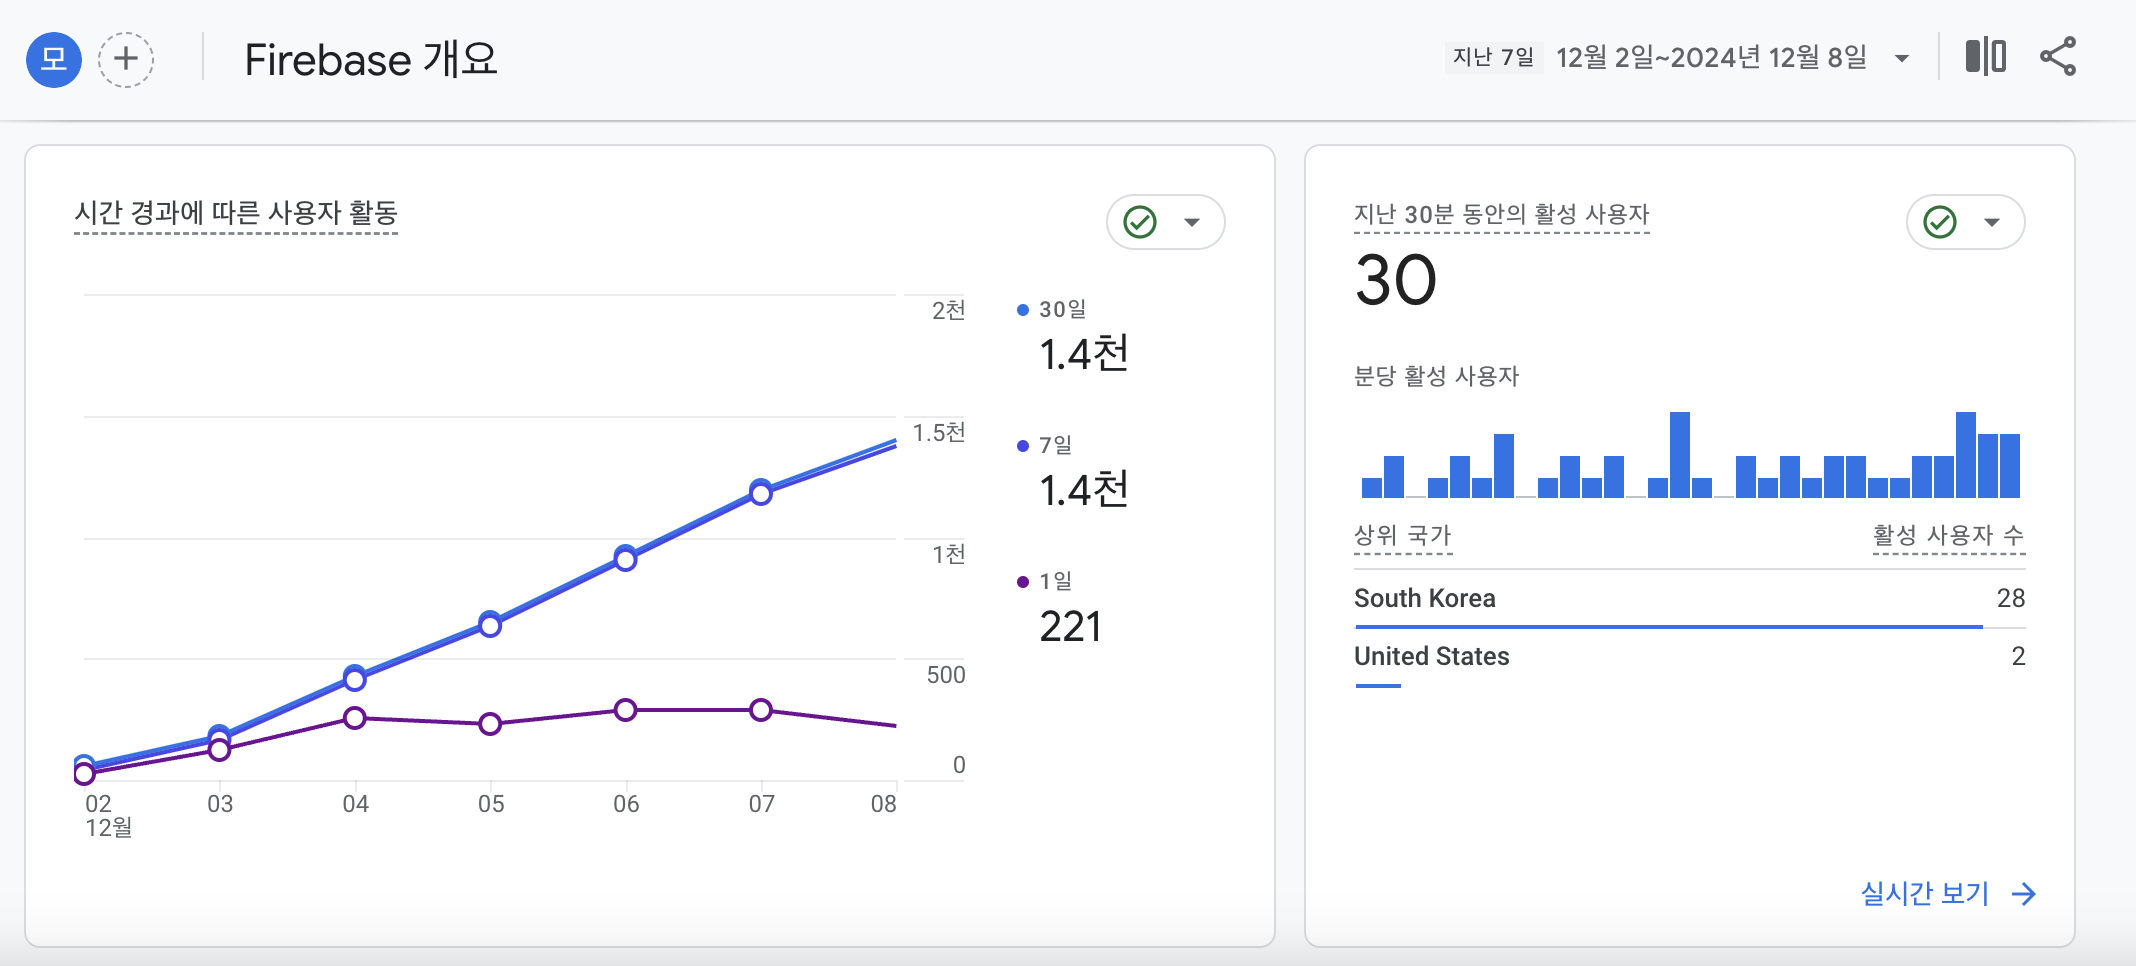 모
Firebase 개요
지난 7일 12월 2일~2024년 12월 8일
시간 경과에 따른 사용자 활동
2천
1.5천
1천
500
0
02
12월
03
04
05
06
07
08
30일
1.4천
7일
1.4천
1일
221
지난 30분 동안의 활성 사용자
30
분당 활성 사용자
상위 국가 활성 사용자 수
South Korea 28
United States 2
실시간 보기